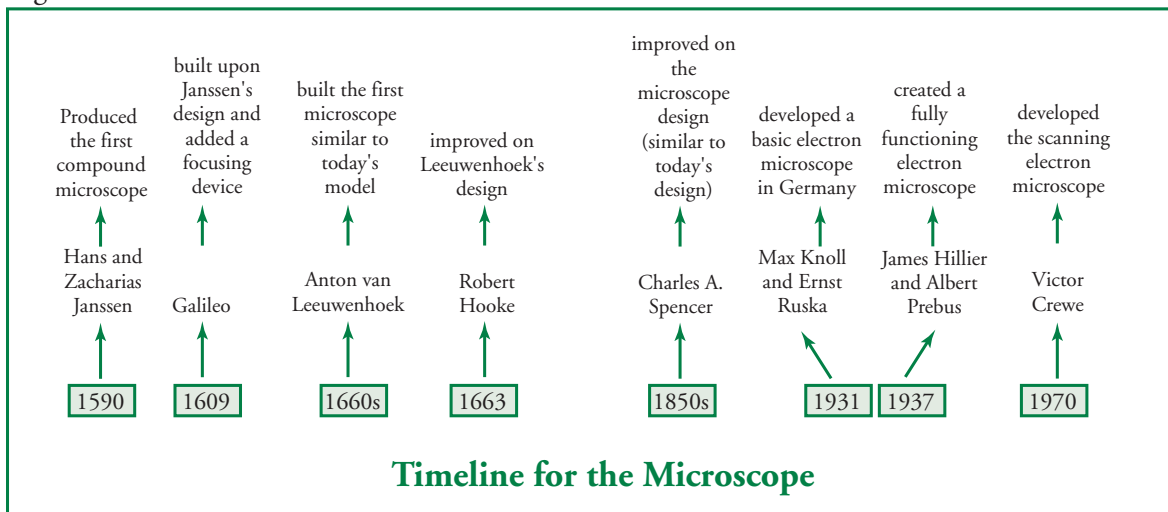 Produced
the first
compound
microscope
Hans and
Zacharias
Janssen
1590
built upon
Janssen's
design and
added a
focusing
device
Galileo
1609
built the first
microscope
similar to
today's
model
Anton van
Leeuwenhoek
1660s
improved on
Leeuwenhoek's
design
Robert
Hooke
1663
improved on
the
microscope
design
(similar to
today's
design)
Charles A.
Spencer
1850s
developed a
basic electron
microscope
in Germany
Max Knoll
and Ernst
Ruska
1931
created a
fully
functioning
electron
microscope
James Hillier
and Albert
Prebus
1937
developed
the scanning
electron
microscope
Victor
Crewe
1970
Timeline for the Microscope